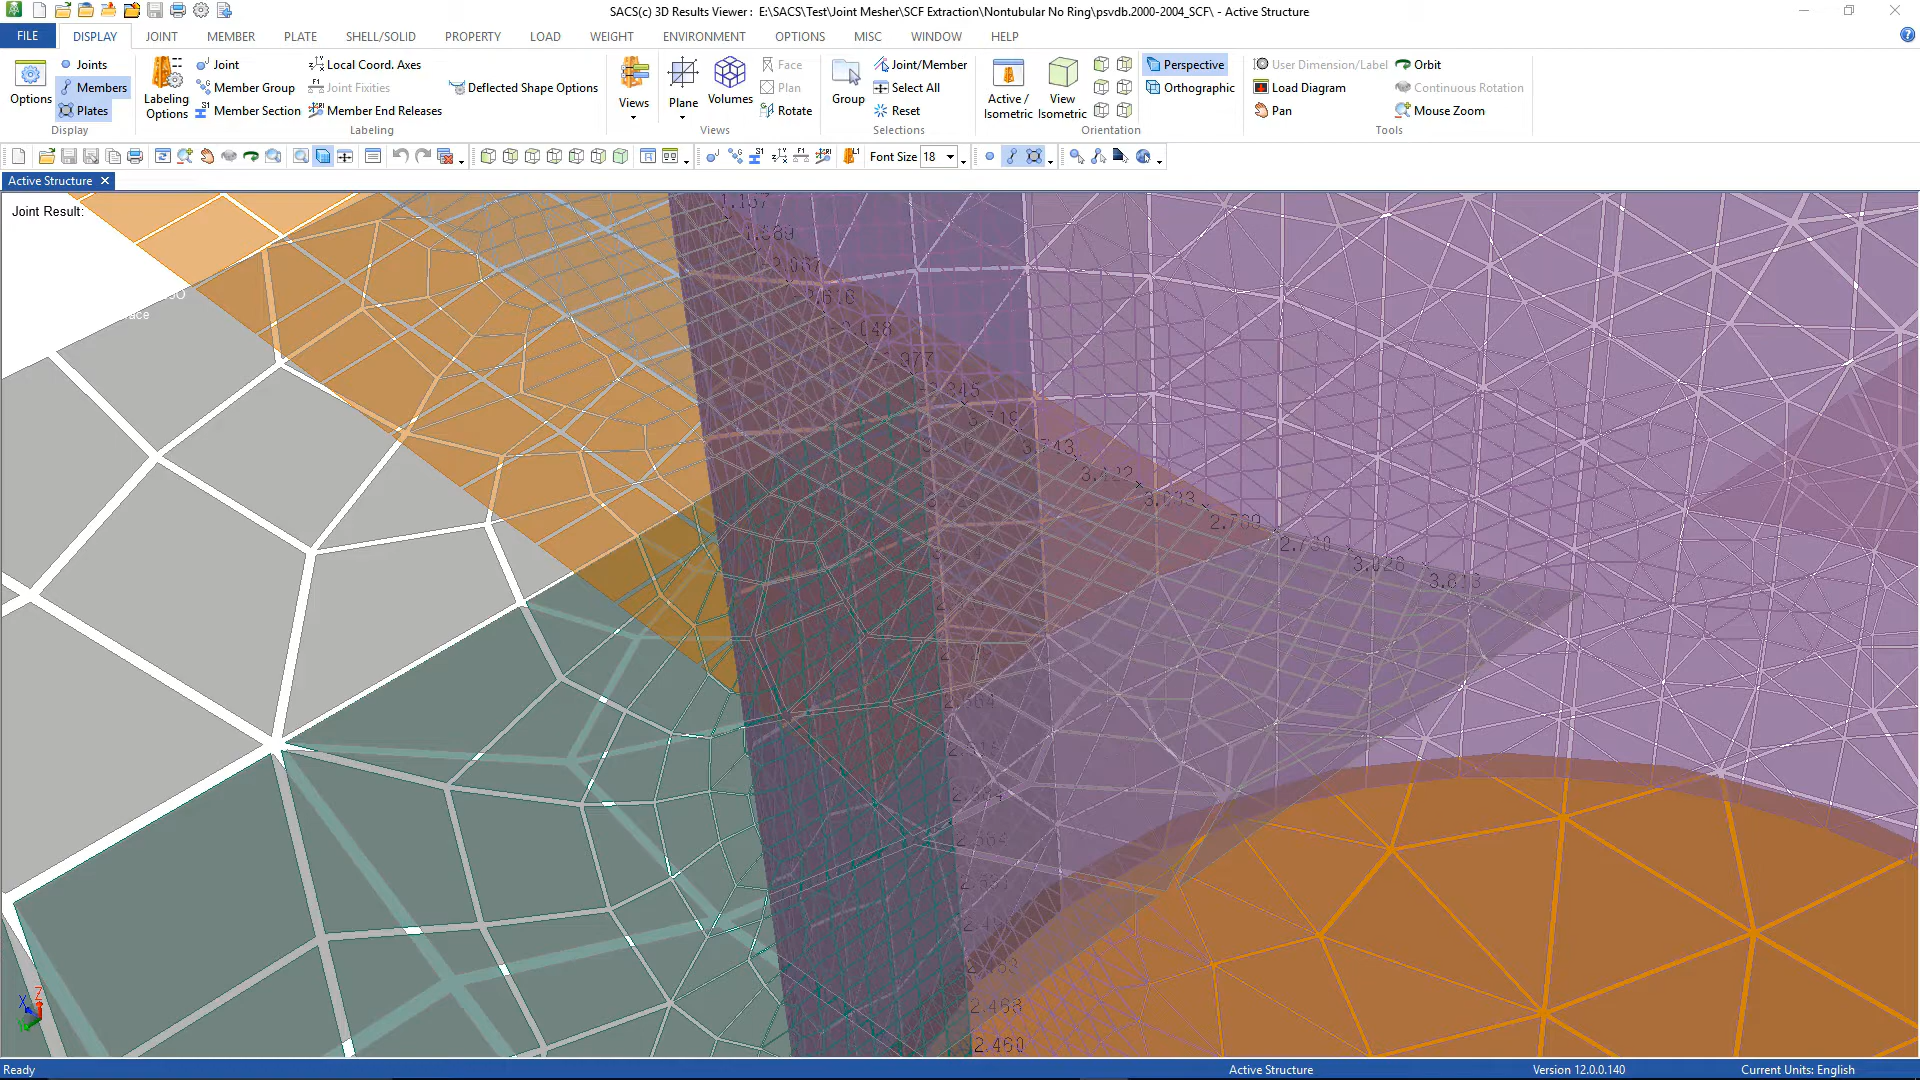 SACS(c) 3D Results Viewer : E:\SACS\Test\Joint Mesher\SCF Extraction\Nontubular No Ring\psvdb.2000-2004_SCF\ - Active Structure
FILE DISPLAY JOINT MEMBER PLATE SHELL/SOLID PROPERTY LOAD WEIGHT ENVIRONMENT OPTIONS MISC WINDOW HELP
Options
Joints
Members
Plates
Display
Labeling Options
Joint
Member Group
Member Section
Local Coord. Axes
Joint Fixities
Member End Releases
Deflected Shape Options
Labeling
Views
Plane
Volumes
Face
Plan
Rotate
Views
Group
Joint/Member
Select All
Reset
Selections
Active / Isometric
View Isometric
Perspective
Orthographic
Orientation
User Dimension/Label
Load Diagram
Pan
Orbit
Continuous Rotation
Mouse Zoom
Tools
Font Size 18
Active Structure
Joint Result:
2.760
3.026
2.468
2.460
X
Z
Ready
Active Structure
Version 12.0.0.140
Current Units: English